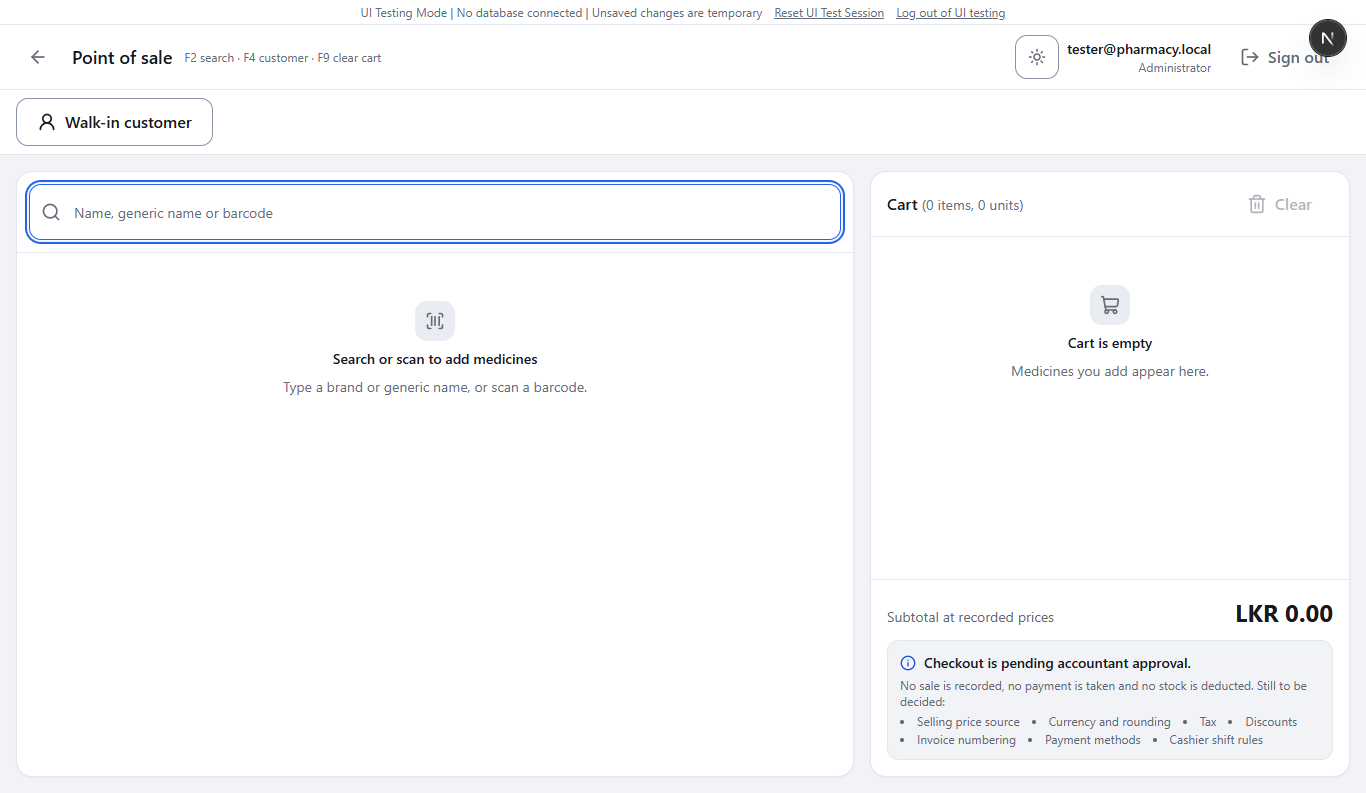 UI Testing Mode | No database connected | Unsaved changes are temporary Reset UI Test Session Log out of UI testing
Point of sale F2 search · F4 customer · F9 clear cart
tester@pharmacy.local
Administrator
Sign out
N
Walk-in customer
Name, generic name or barcode
Search or scan to add medicines
Type a brand or generic name, or scan a barcode.
Cart (0 items, 0 units) Clear
Cart is empty
Medicines you add appear here.
Subtotal at recorded prices LKR 0.00
Checkout is pending accountant approval.
No sale is recorded, no payment is taken and no stock is deducted. Still to be
decided:
• Selling price source • Currency and rounding • Tax • Discounts
• Invoice numbering • Payment methods • Cashier shift rules